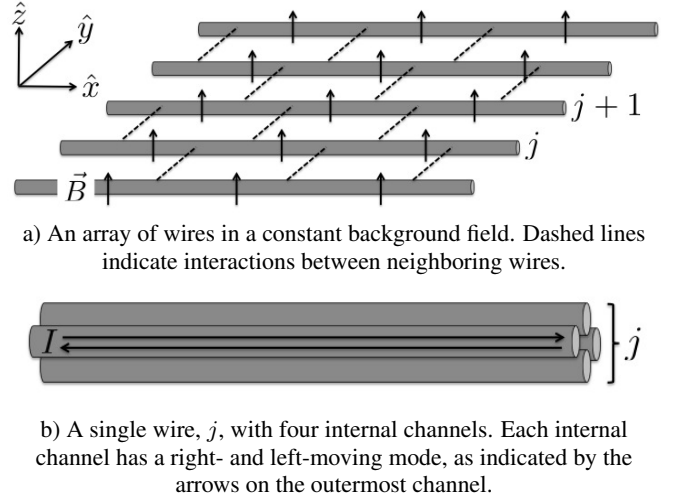 ẑ
ŷ
x̂
j + 1
j
B⃗
a) An array of wires in a constant background field. Dashed lines
indicate interactions between neighboring wires.
I
j
b) A single wire, j, with four internal channels. Each internal
channel has a right- and left-moving mode, as indicated by the
arrows on the outermost channel.